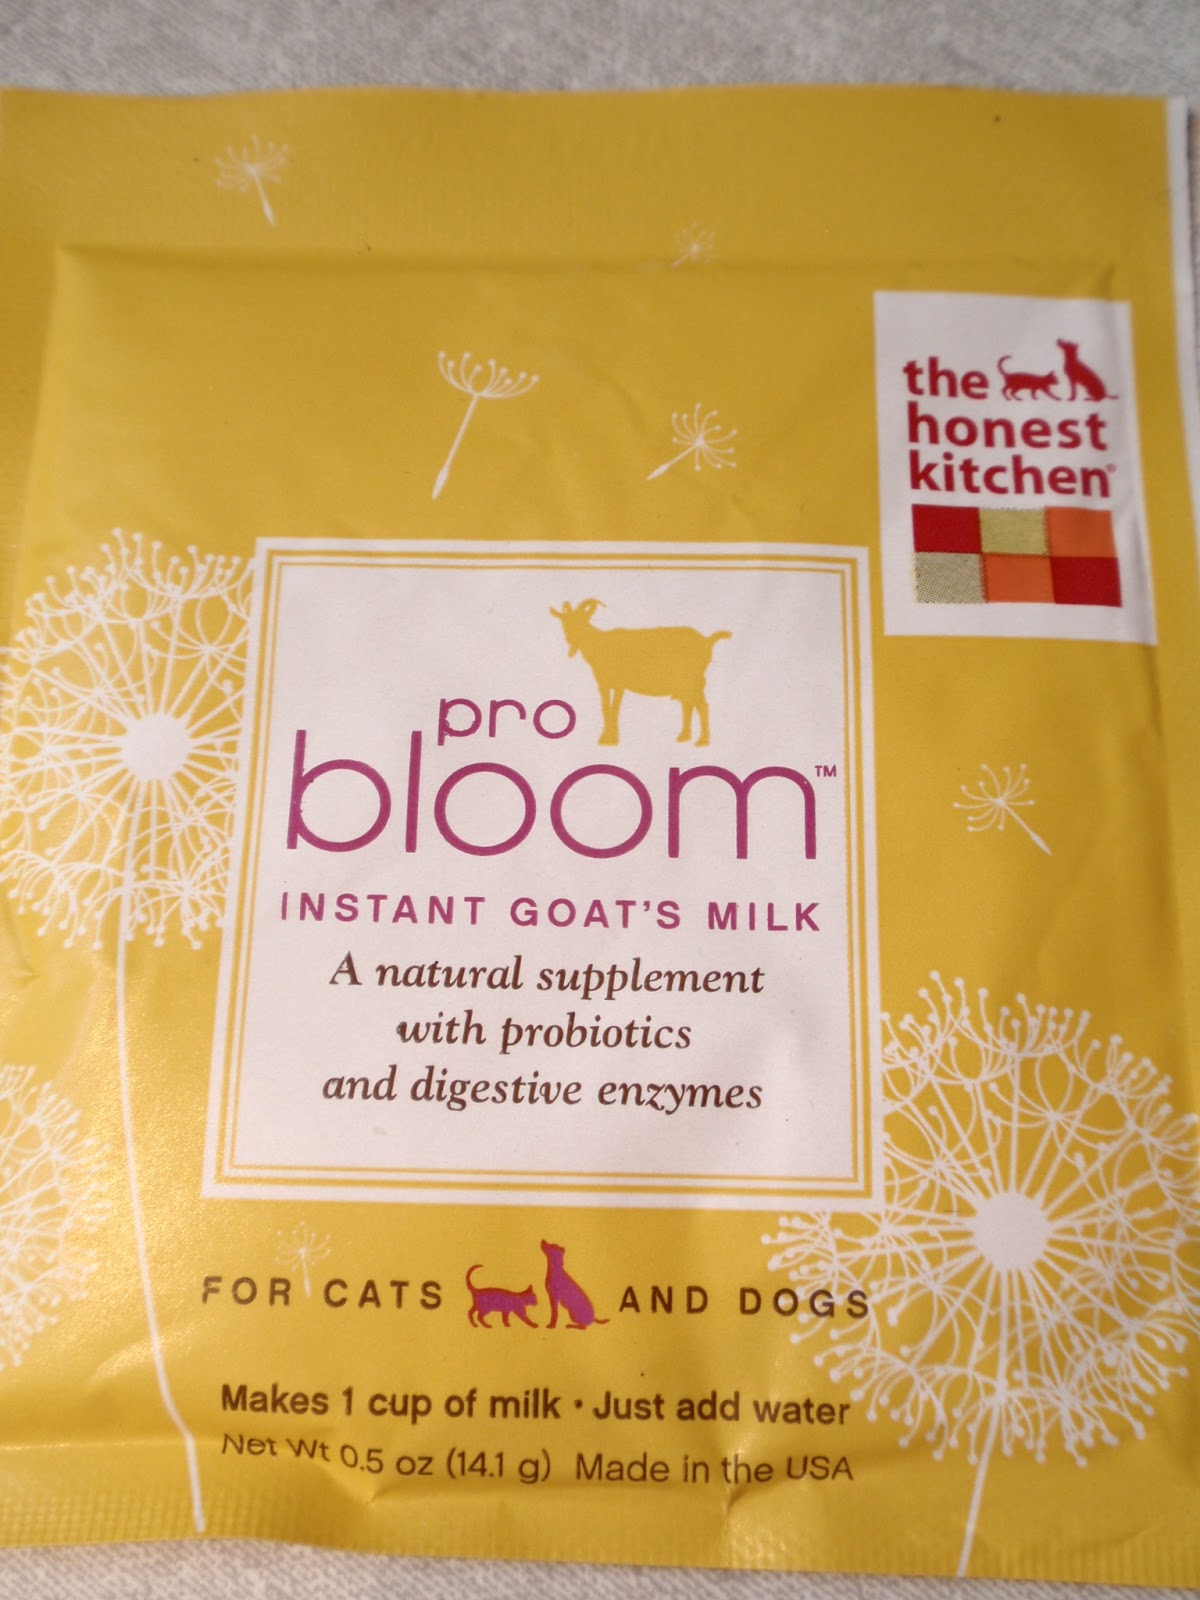 the
honest
kitchen®
pro
bloom™
INSTANT GOAT'S MILK
A natural supplement
with probiotics
and digestive enzymes
FOR CATS AND DOGS
Makes 1 cup of milk • Just add water
Net Wt 0.5 oz (14.1 g) Made in the USA